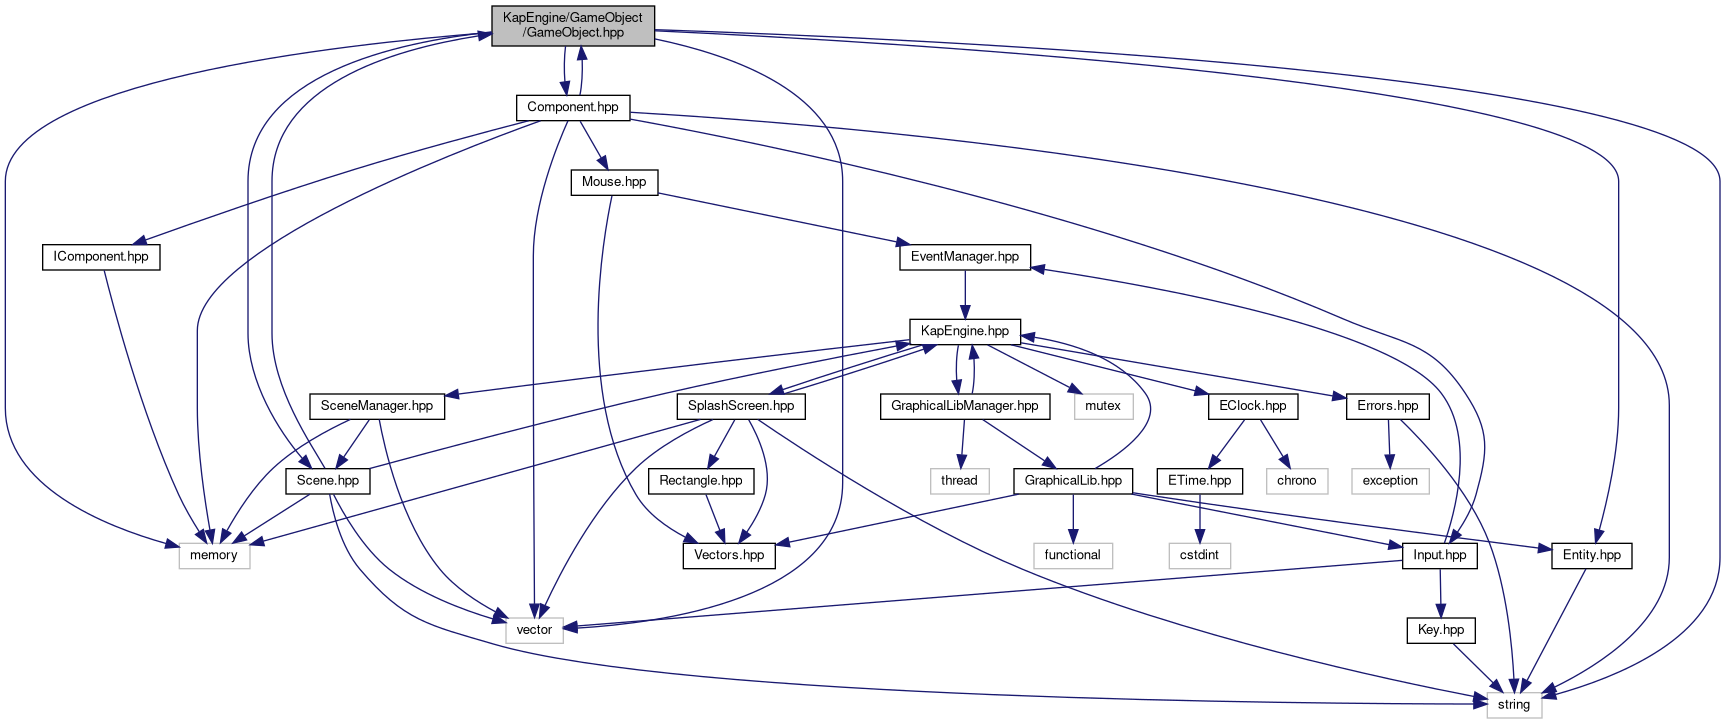 KapEngine/GameObject
/GameObject.hpp
Component.hpp
Mouse.hpp
IComponent.hpp
EventManager.hpp
KapEngine.hpp
SceneManager.hpp
SplashScreen.hpp
GraphicalLibManager.hpp
mutex
EClock.hpp
Errors.hpp
Scene.hpp
Rectangle.hpp
thread
GraphicalLib.hpp
ETime.hpp
chrono
exception
memory
Vectors.hpp
functional
cstdint
Input.hpp
Entity.hpp
vector
Key.hpp
string